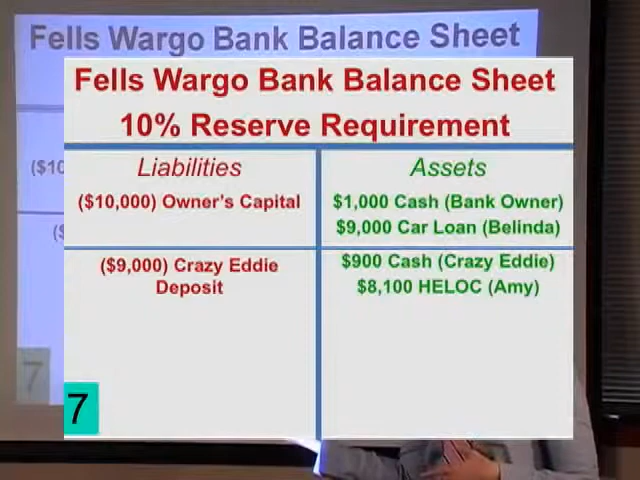 Fells Wargo Bank Balance Sheet
Fells Wargo Bank Balance Sheet
10% Reserve Requirement
Liabilities
Assets
($10,000) Owner's Capital
$1,000 Cash (Bank Owner)
$9,000 Car Loan (Belinda)
($9,000) Crazy Eddie
Deposit
$900 Cash (Crazy Eddie)
$8,100 HELOC (Amy)
($10
($
7
7